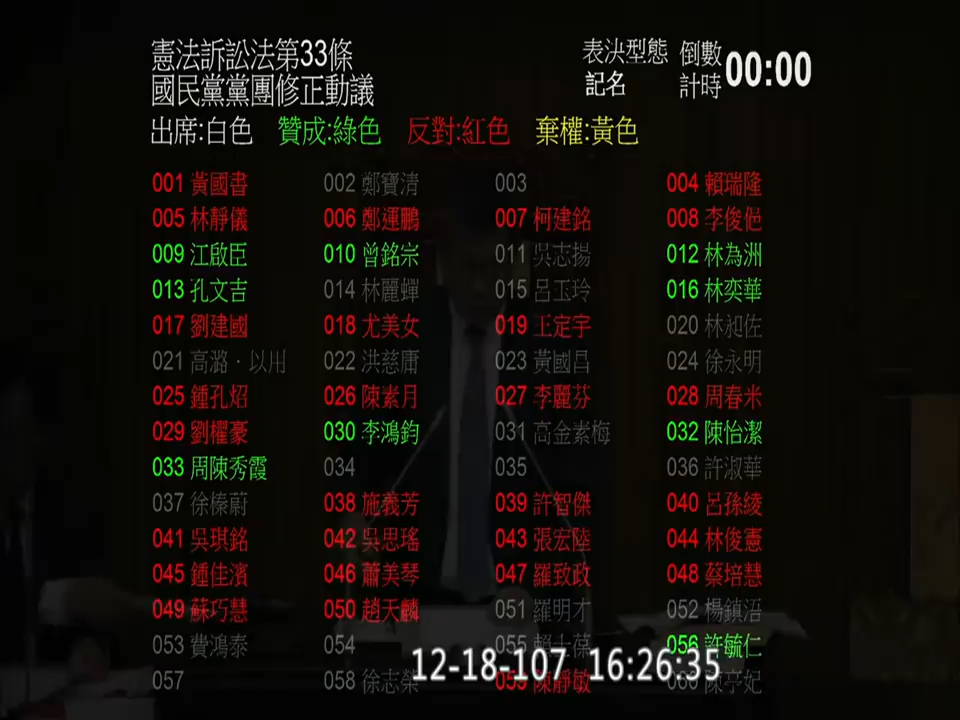 憲法訴訟法第33條
國民黨黨團修正動議
表決型態
記名
倒數
計時
00:00
出席:白色 贊成:綠色 反對:紅色 棄權:黃色
001 黃國書 002 鄭寶清 003 004 賴瑞隆
005 林靜儀 006 鄭運鵬 007 柯建銘 008 李俊俋
009 江啟臣 010 曾銘宗 011 吳志揚 012 林為洲
013 孔文吉 014 林麗蟬 015 呂玉玲 016 林奕華
017 劉建國 018 尤美女 019 王定宇 020 林昶佐
021 高潞·以用 022 洪慈庸 023 黃國昌 024 徐永明
025 鍾孔炤 026 陳素月 027 李麗芬 028 周春米
029 劉櫂豪 030 李鴻鈞 031 高金素梅 032 陳怡潔
033 周陳秀霞 034 035 036 許淑華
037 徐榛蔚 038 施義芳 039 許智傑 040 呂孫綾
041 吳琪銘 042 吳思瑤 043 張宏陸 044 林俊憲
045 鍾佳濱 046 蕭美琴 047 羅致政 048 蔡培慧
049 蘇巧慧 050 趙天麟 051 羅明才 052 楊鎮浯
053 費鴻泰 054 055 賴士葆 056 許毓仁
057 058 徐志榮 059 陳靜敏 060 陳亭妃
12-18-107 16:26:35